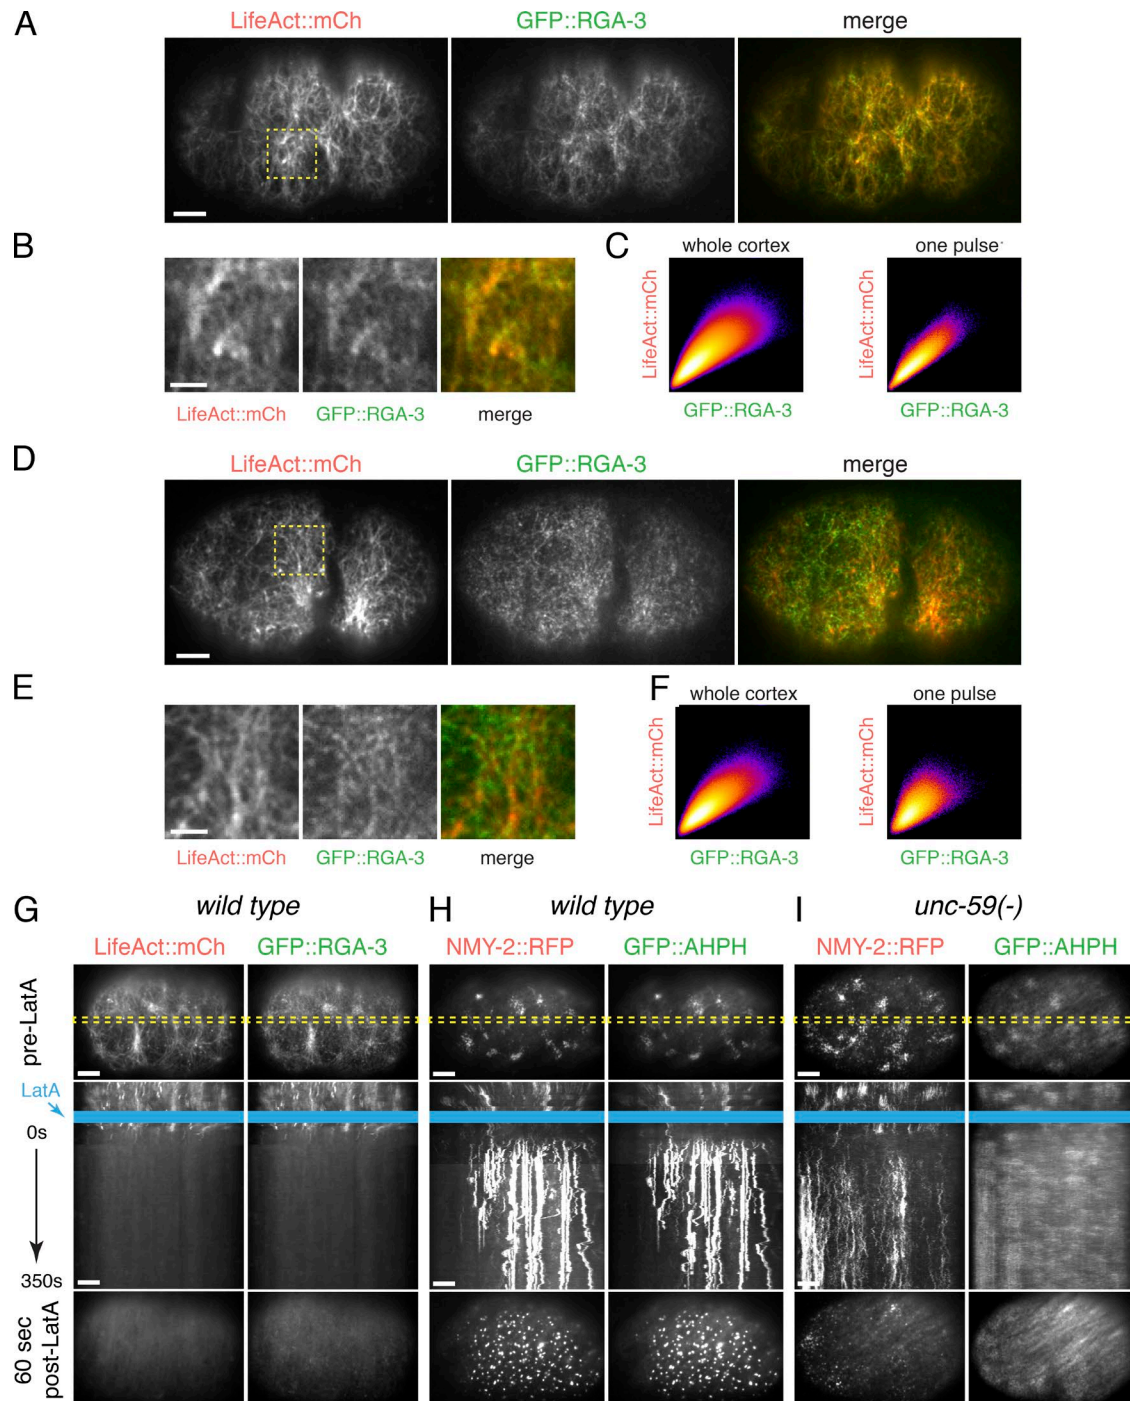 A
LifeAct::mCh GFP::RGA-3 merge
B
C
whole cortex one pulse
LifeAct::mCh LifeAct::mCh
GFP::RGA-3 GFP::RGA-3
LifeAct::mCh GFP::RGA-3 merge
D
LifeAct::mCh GFP::RGA-3 merge
E
F
whole cortex one pulse
LifeAct::mCh LifeAct::mCh
GFP::RGA-3 GFP::RGA-3
LifeAct::mCh GFP::RGA-3 merge
G wild type H wild type I unc-59(-)
LifeAct::mCh GFP::RGA-3 NMY-2::RFP GFP::AHPH NMY-2::RFP GFP::AHPH
pre-LatA
LatA
0s
350s
60 sec
post-LatA